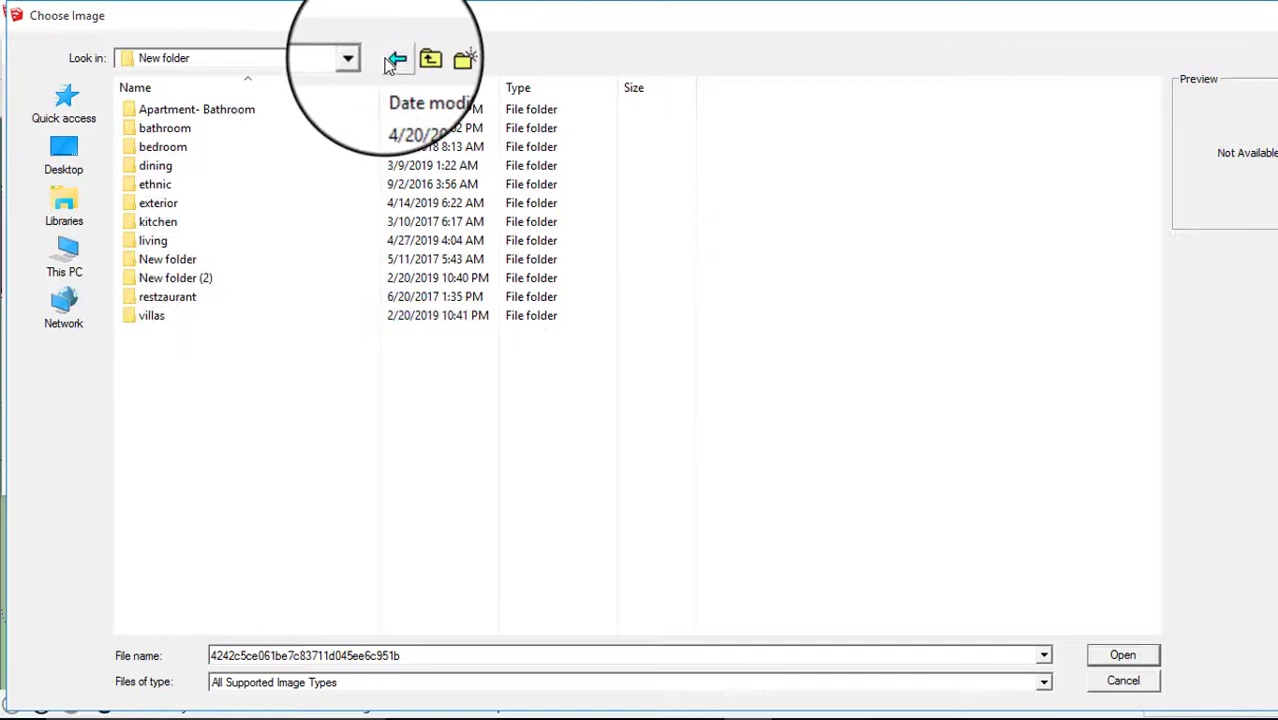 Choose Image
Look in: New folder
Preview
Name Date modi Type Size
Quick access
Apartment- Bathroom 4/20/20 M File folder
bathroom PM File folder
bedroom 8:13 AM File folder
Not Available
Desktop
dining 3/9/2019 1:22 AM File folder
ethnic 9/2/2016 3:56 AM File folder
exterior 4/14/2019 6:22 AM File folder
Libraries
kitchen 3/10/2017 6:17 AM File folder
living 4/27/2019 4:04 AM File folder
New folder 5/11/2017 5:43 AM File folder
This PC
New folder (2) 2/20/2019 10:40 PM File folder
restzaurant 6/20/2017 1:35 PM File folder
villas 2/20/2019 10:41 PM File folder
Network
File name: 4242c5ce061be7c83711d045ee6c951b Open
Files of type: All Supported Image Types Cancel